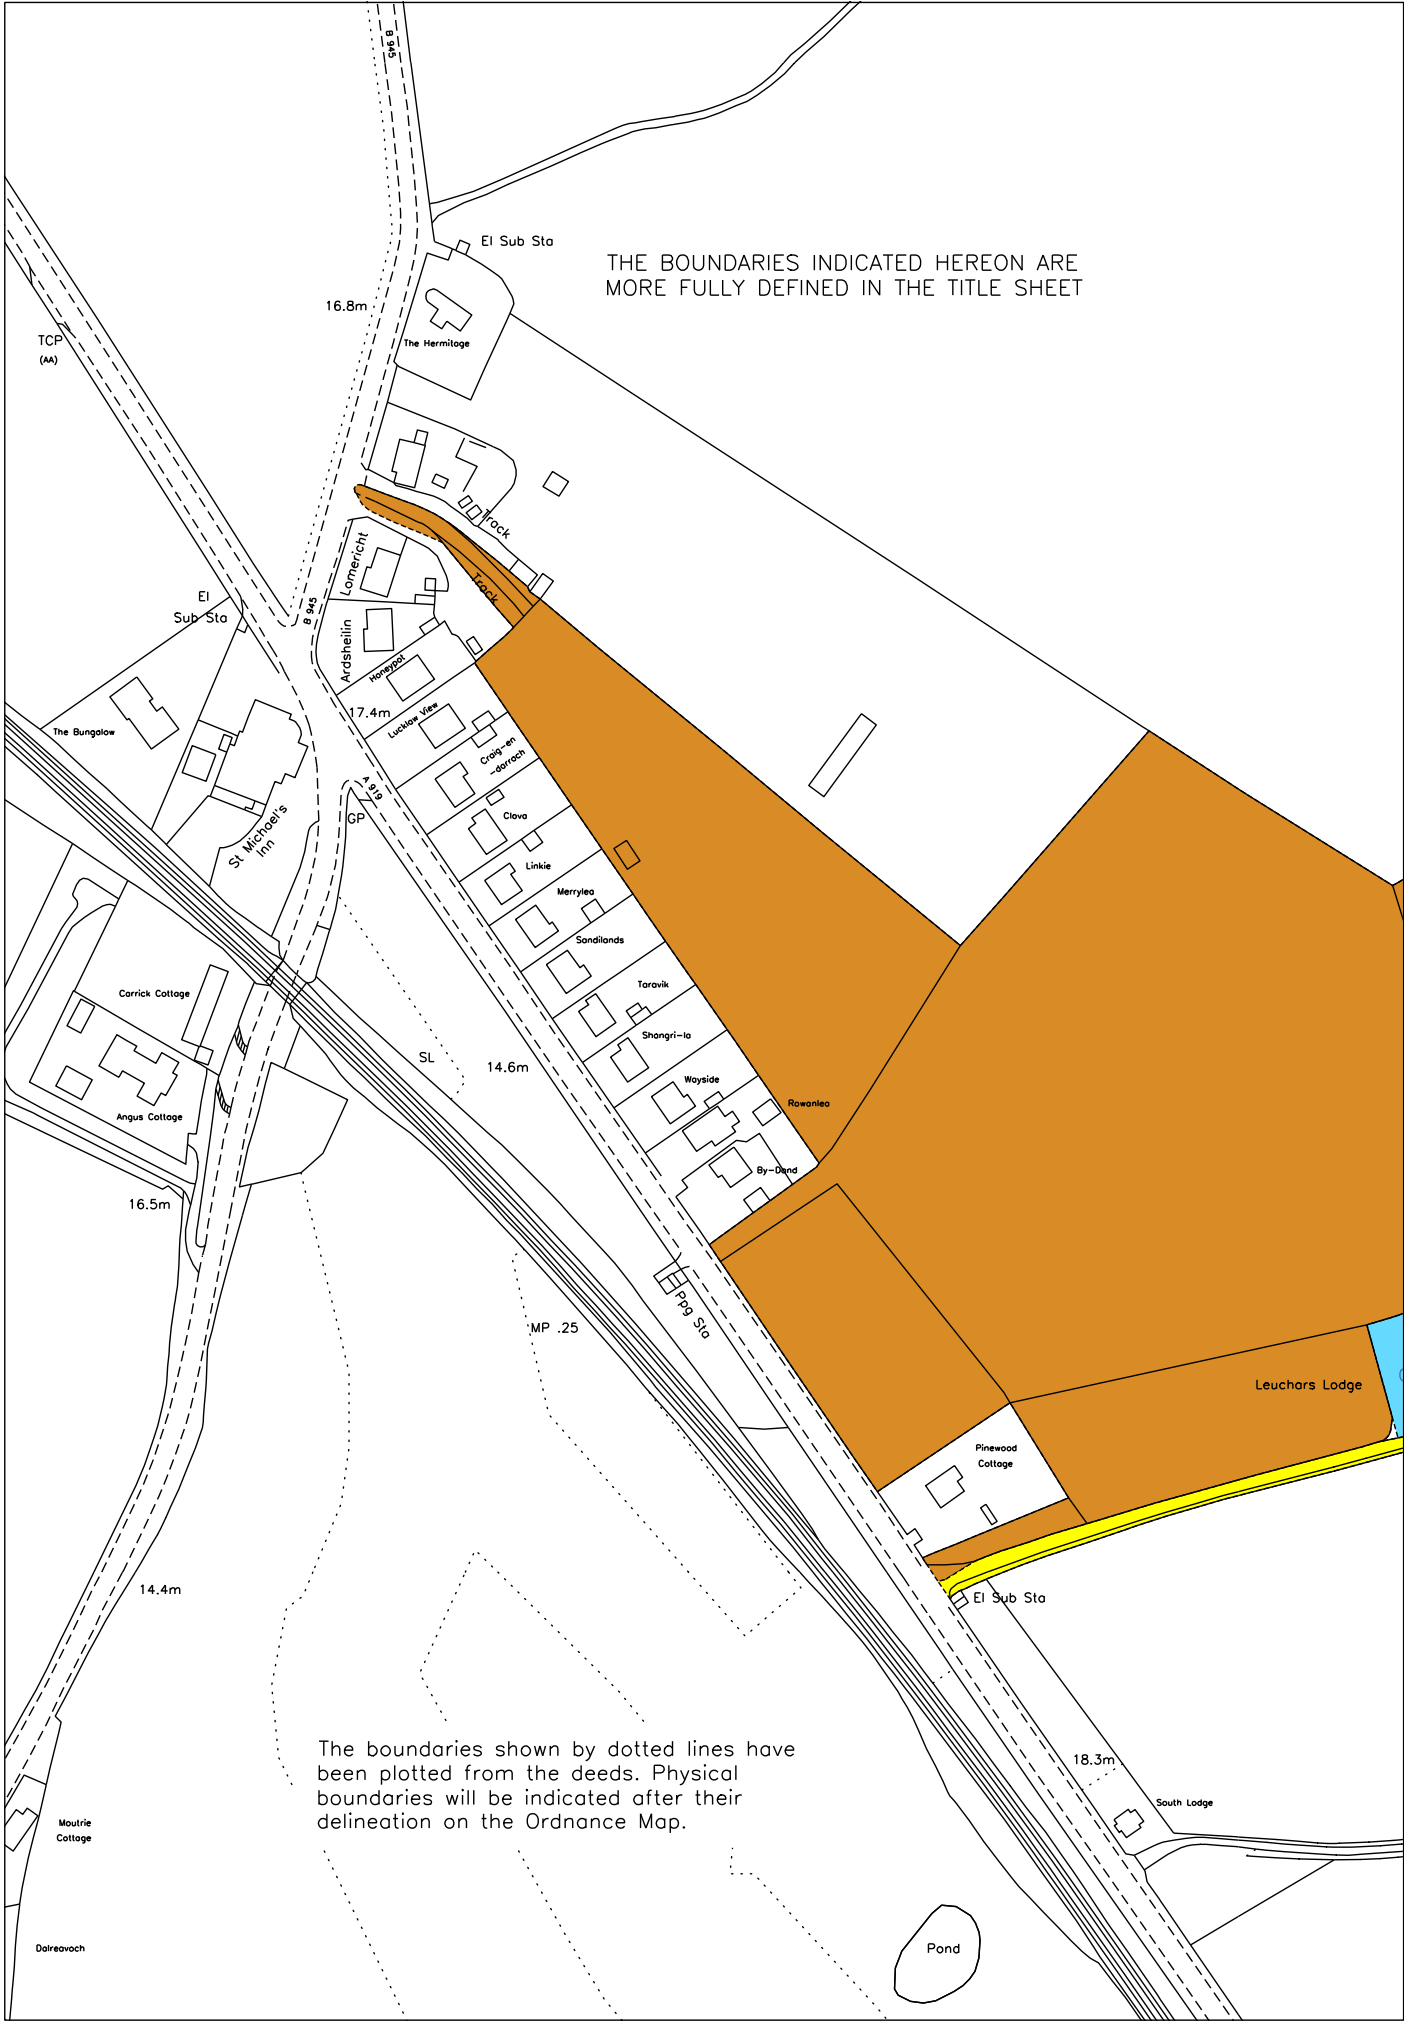 B 945
El Sub Sta
THE BOUNDARIES INDICATED HEREON ARE
MORE FULLY DEFINED IN THE TITLE SHEET
16.8m
TCP
(AA)
The Hermitage
Track
Lomericht
Track
El
Sub Sta
B 945
Ardsheilin
Honeypot
17.4m
Lucklaw View
The Bungalow
Craig-en
-darroch
A 919
GP
Clova
St Michael's
Inn
Linkie
Merrylea
Sandilands
Taravik
Carrick Cottage
Shangri-la
SL
14.6m
Wayside
Rowanlea
Angus Cottage
By-Dand
16.5m
Ppg Sta
MP .25
Leuchars Lodge
Pinewood
Cottage
14.4m
El Sub Sta
The boundaries shown by dotted lines have
been plotted from the deeds. Physical
boundaries will be indicated after their
delineation on the Ordnance Map.
18.3m
South Lodge
Moutrie
Cottage
Dalreavoch
Pond